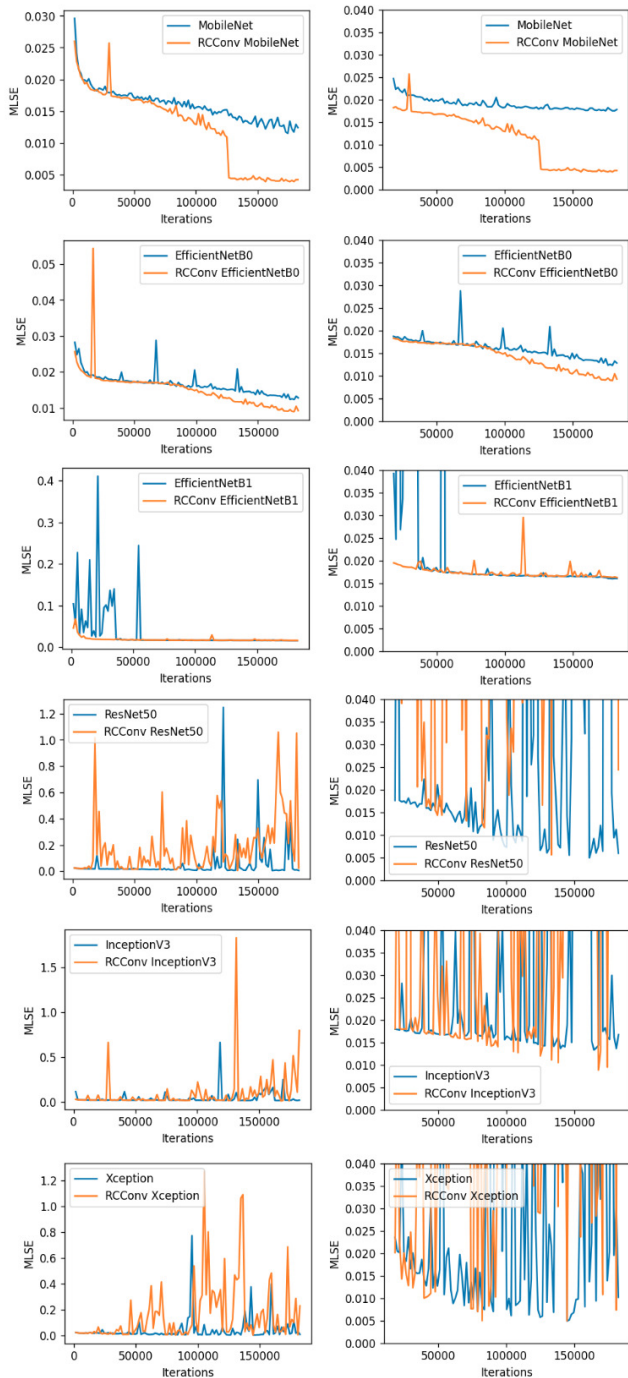 MobileNet
RCConv MobileNet
MLSE
0.030
0.025
0.020
0.015
0.010
0.005
0 50000 100000 150000
Iterations
MobileNet
RCConv MobileNet
MLSE
0.040
0.035
0.030
0.025
0.020
0.015
0.010
0.005
0.000
50000 100000 150000
Iterations
EfficientNetB0
RCConv EfficientNetB0
MLSE
0.05
0.04
0.03
0.02
0.01
0 50000 100000 150000
Iterations
EfficientNetB0
RCConv EfficientNetB0
MLSE
0.040
0.035
0.030
0.025
0.020
0.015
0.010
0.005
0.000
50000 100000 150000
Iterations
EfficientNetB1
RCConv EfficientNetB1
MLSE
0.4
0.3
0.2
0.1
0.0
0 50000 100000 150000
Iterations
EfficientNetB1
RCConv EfficientNetB1
MLSE
0.040
0.035
0.030
0.025
0.020
0.015
0.010
0.005
0.000
50000 100000 150000
Iterations
ResNet50
RCConv ResNet50
MLSE
1.2
1.0
0.8
0.6
0.4
0.2
0.0
0 50000 100000 150000
Iterations
MLSE
0.040
0.035
0.030
0.025
0.020
0.015
0.010
0.005
0.000
ResNet50
RCConv ResNet50
50000 100000 150000
Iterations
InceptionV3
RCConv InceptionV3
MLSE
1.5
1.0
0.5
0.0
0 50000 100000 150000
Iterations
MLSE
0.040
0.035
0.030
0.025
0.020
0.015
0.010
0.005
0.000
InceptionV3
RCConv InceptionV3
50000 100000 150000
Iterations
Xception
RCConv Xception
MLSE
1.2
1.0
0.8
0.6
0.4
0.2
0.0
0 50000 100000 150000
Iterations
Xception
RCConv Xception
MLSE
0.040
0.035
0.030
0.025
0.020
0.015
0.010
0.005
0.000
50000 100000 150000
Iterations